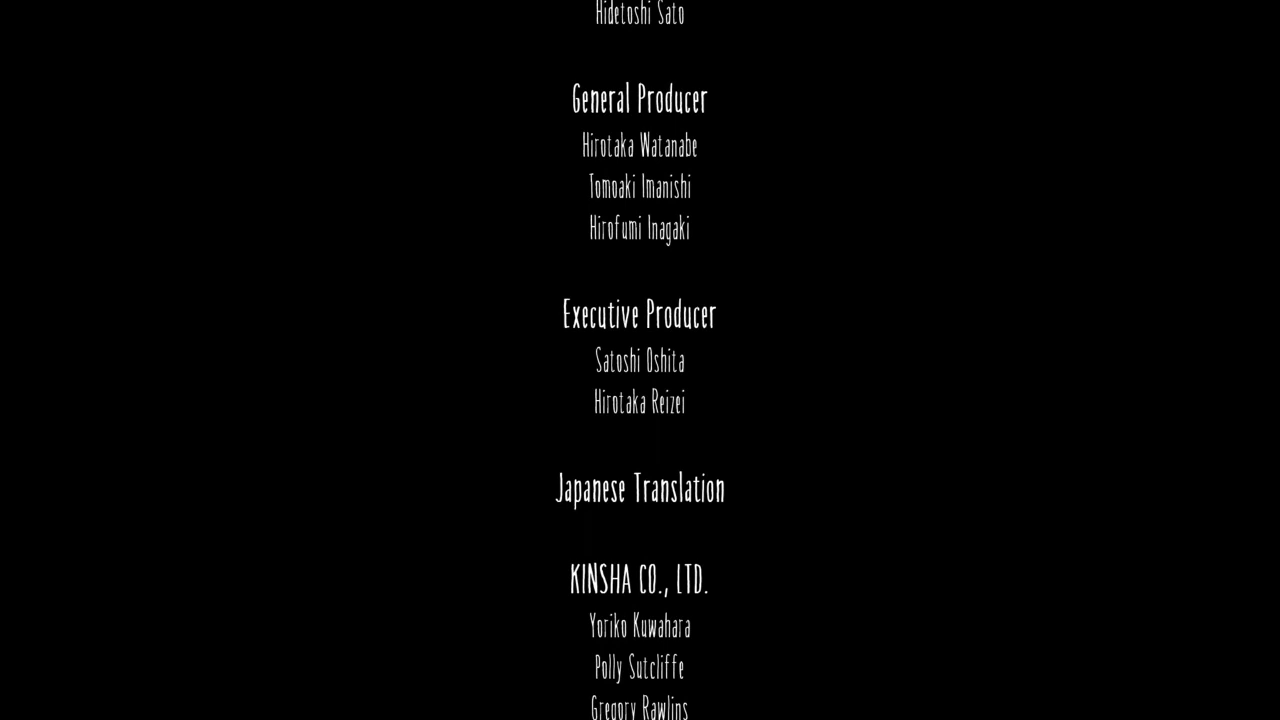 Hidetoshi Sato
General Producer
Hirotaka Watanabe
Tomoaki Imanishi
Hirofumi Inagaki
Executive Producer
Satoshi Oshita
Hirotaka Reizei
Japanese Translation
KINSHA CO., LTD.
Yoriko Kuwahara
Polly Sutcliffe
Gregory Rawlins